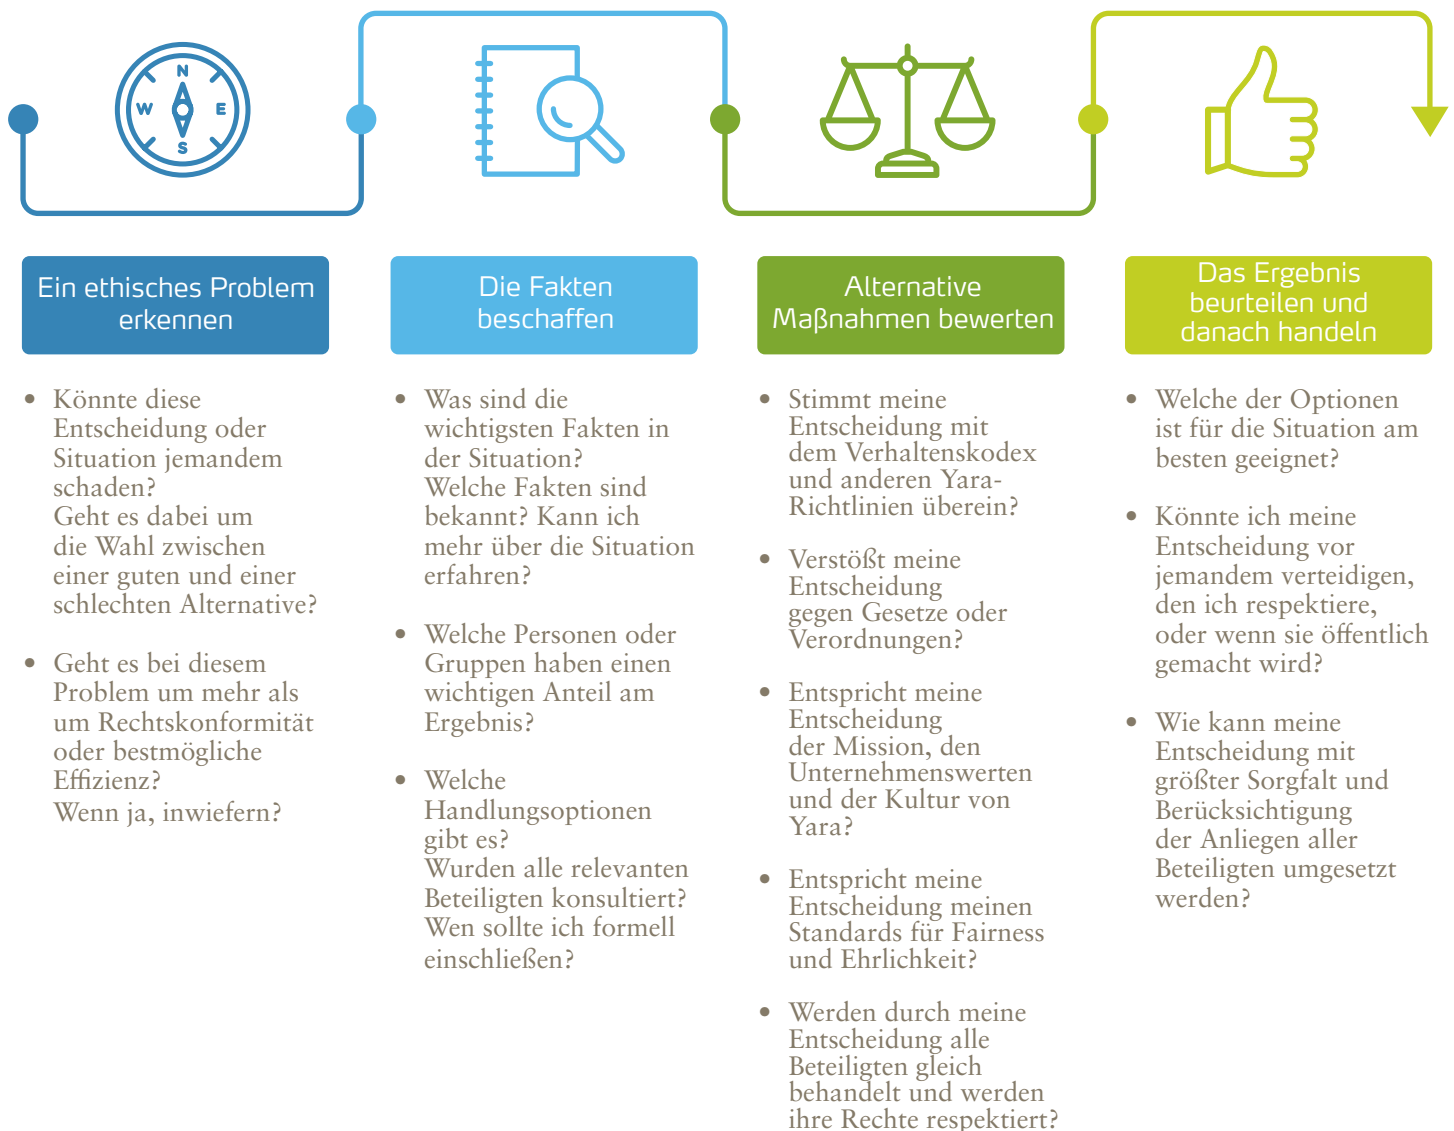 N
W
E
S
Ein ethisches Problem
erkennen
• Könnte diese
Entscheidung oder
Situation jemandem
schaden?
Geht es dabei um
die Wahl zwischen
einer guten und einer
schlechten Alternative?
• Geht es bei diesem
Problem um mehr als
um Rechtskonformität
oder bestmögliche
Effizienz?
Wenn ja, inwiefern?
Die Fakten
beschaffen
• Was sind die
wichtigsten Fakten in
der Situation?
Welche Fakten sind
bekannt? Kann ich
mehr über die Situation
erfahren?
• Welche Personen oder
Gruppen haben einen
wichtigen Anteil am
Ergebnis?
• Welche
Handlungsoptionen
gibt es?
Wurden alle relevanten
Beteiligten konsultiert?
Wen sollte ich formell
einschließen?
Alternative
Maßnahmen bewerten
• Stimmt meine
Entscheidung mit
dem Verhaltenskodex
und anderen Yara-
Richtlinien überein?
• Verstößt meine
Entscheidung
gegen Gesetze oder
Verordnungen?
• Entspricht meine
Entscheidung
der Mission, den
Unternehmenswerten
und der Kultur von
Yara?
• Entspricht meine
Entscheidung meinen
Standards für Fairness
und Ehrlichkeit?
• Werden durch meine
Entscheidung alle
Beteiligten gleich
behandelt und werden
ihre Rechte respektiert?
Das Ergebnis
beurteilen und
danach handeln
• Welche der Optionen
ist für die Situation am
besten geeignet?
• Könnte ich meine
Entscheidung vor
jemandem verteidigen,
den ich respektiere,
oder wenn sie öffentlich
gemacht wird?
• Wie kann meine
Entscheidung mit
größter Sorgfalt und
Berücksichtigung
der Anliegen aller
Beteiligten umgesetzt
werden?